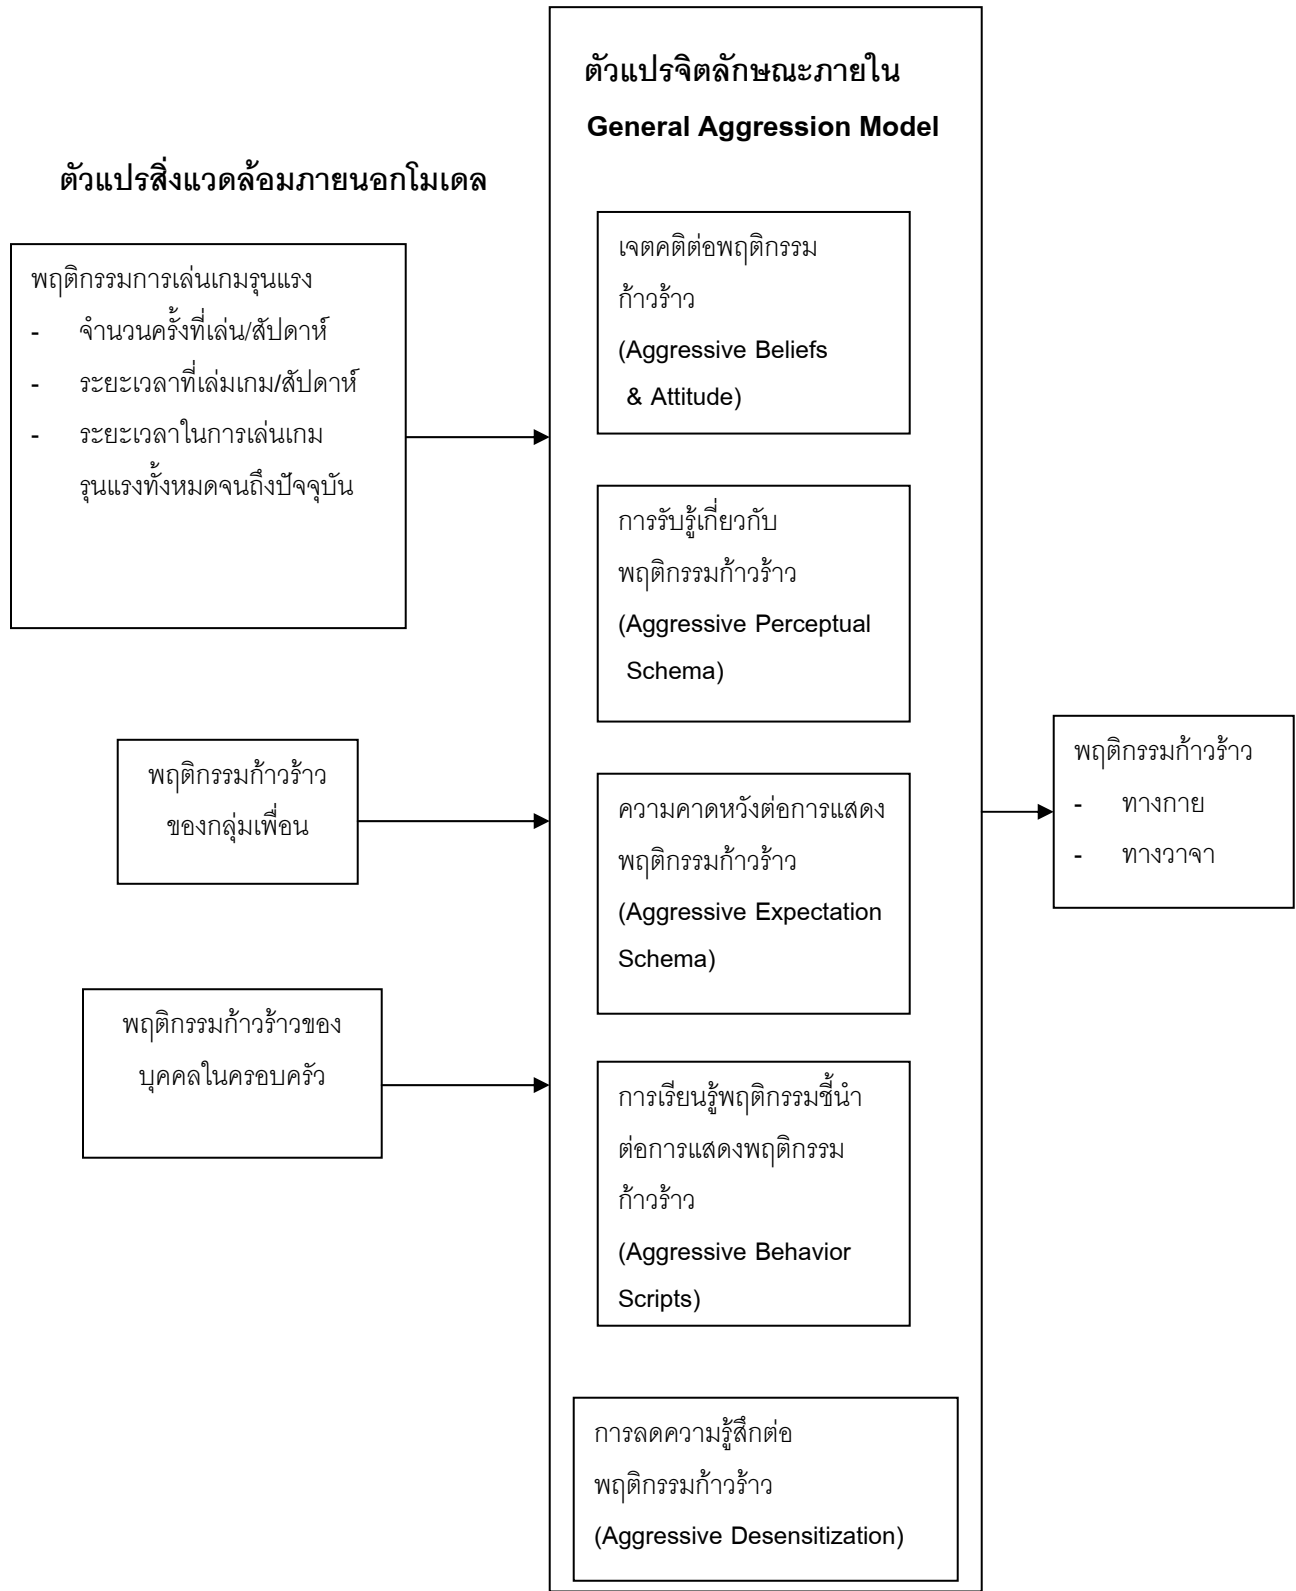 ตัวแปรสิ่งแวดล้อมภายนอกโมเดล
พฤติกรรมการเล่นเกมรุนแรง
- จำนวนครั้งที่เล่น/สัปดาห์
- ระยะเวลาที่เล่มเกม/สัปดาห์
- ระยะเวลาในการเล่นเกม
รุนแรงทั้งหมดจนถึงปัจจุบัน
พฤติกรรมก้าวร้าว
ของกลุ่มเพื่อน
พฤติกรรมก้าวร้าวของ
บุคคลในครอบครัว
ตัวแปรจิตลักษณะภายใน
General Aggression Model
เจตคติต่อพฤติกรรม
ก้าวร้าว
(Aggressive Beliefs
& Attitude)
การรับรู้เกี่ยวกับ
พฤติกรรมก้าวร้าว
(Aggressive Perceptual
Schema)
ความคาดหวังต่อการแสดง
พฤติกรรมก้าวร้าว
(Aggressive Expectation
Schema)
การเรียนรู้พฤติกรรมชี้นำ
ต่อการแสดงพฤติกรรม
ก้าวร้าว
(Aggressive Behavior
Scripts)
การลดความรู้สึกต่อ
พฤติกรรมก้าวร้าว
(Aggressive Desensitization)
พฤติกรรมก้าวร้าว
- ทางกาย
- ทางวาจา